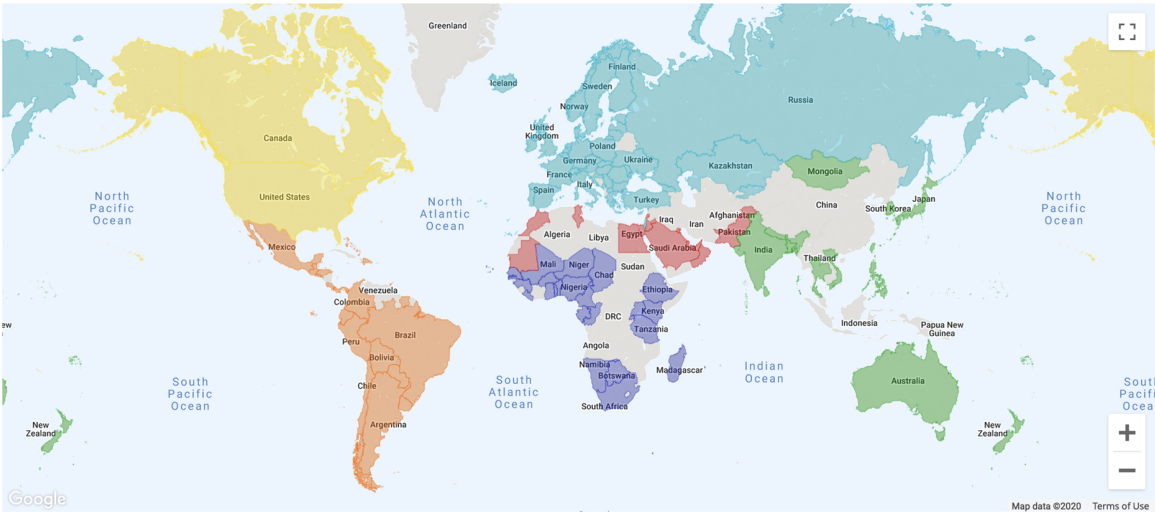 Greenland
Iceland
Finland
Sweden
Russia
Norway
United
Kingdom
Canada
Poland
Ukraine
Germany
Kazakhstan
France
Mongolia
Italy
Spain
Turkey
United States
North
Pacific
Ocean
North
Atlantic
Ocean
China
Japan
South Korea
North
Pacific
Ocean
Afghanistan
Iraq
Iran
Algeria
Libya
Egypt
Pakistan
Mexico
Saudi Arabia
India
Thailand
Mali
Niger
Chad
Sudan
Nigeria
Ethiopia
Venezuela
Colombia
Kenya
DRC
Tanzania
Indonesia
Papua New
Guinea
ew
Brazil
Peru
Angola
Bolivia
Namibia
Botswana
Madagascar
Indian
Ocean
South
Pacific
Ocean
Chile
South
Atlantic
Ocean
Australia
South Africa
Argentina
New
Zealand
New
Zealand
Sout
Pacifi
Ocea
+
−
Google
Map data ©2020
Terms of Use